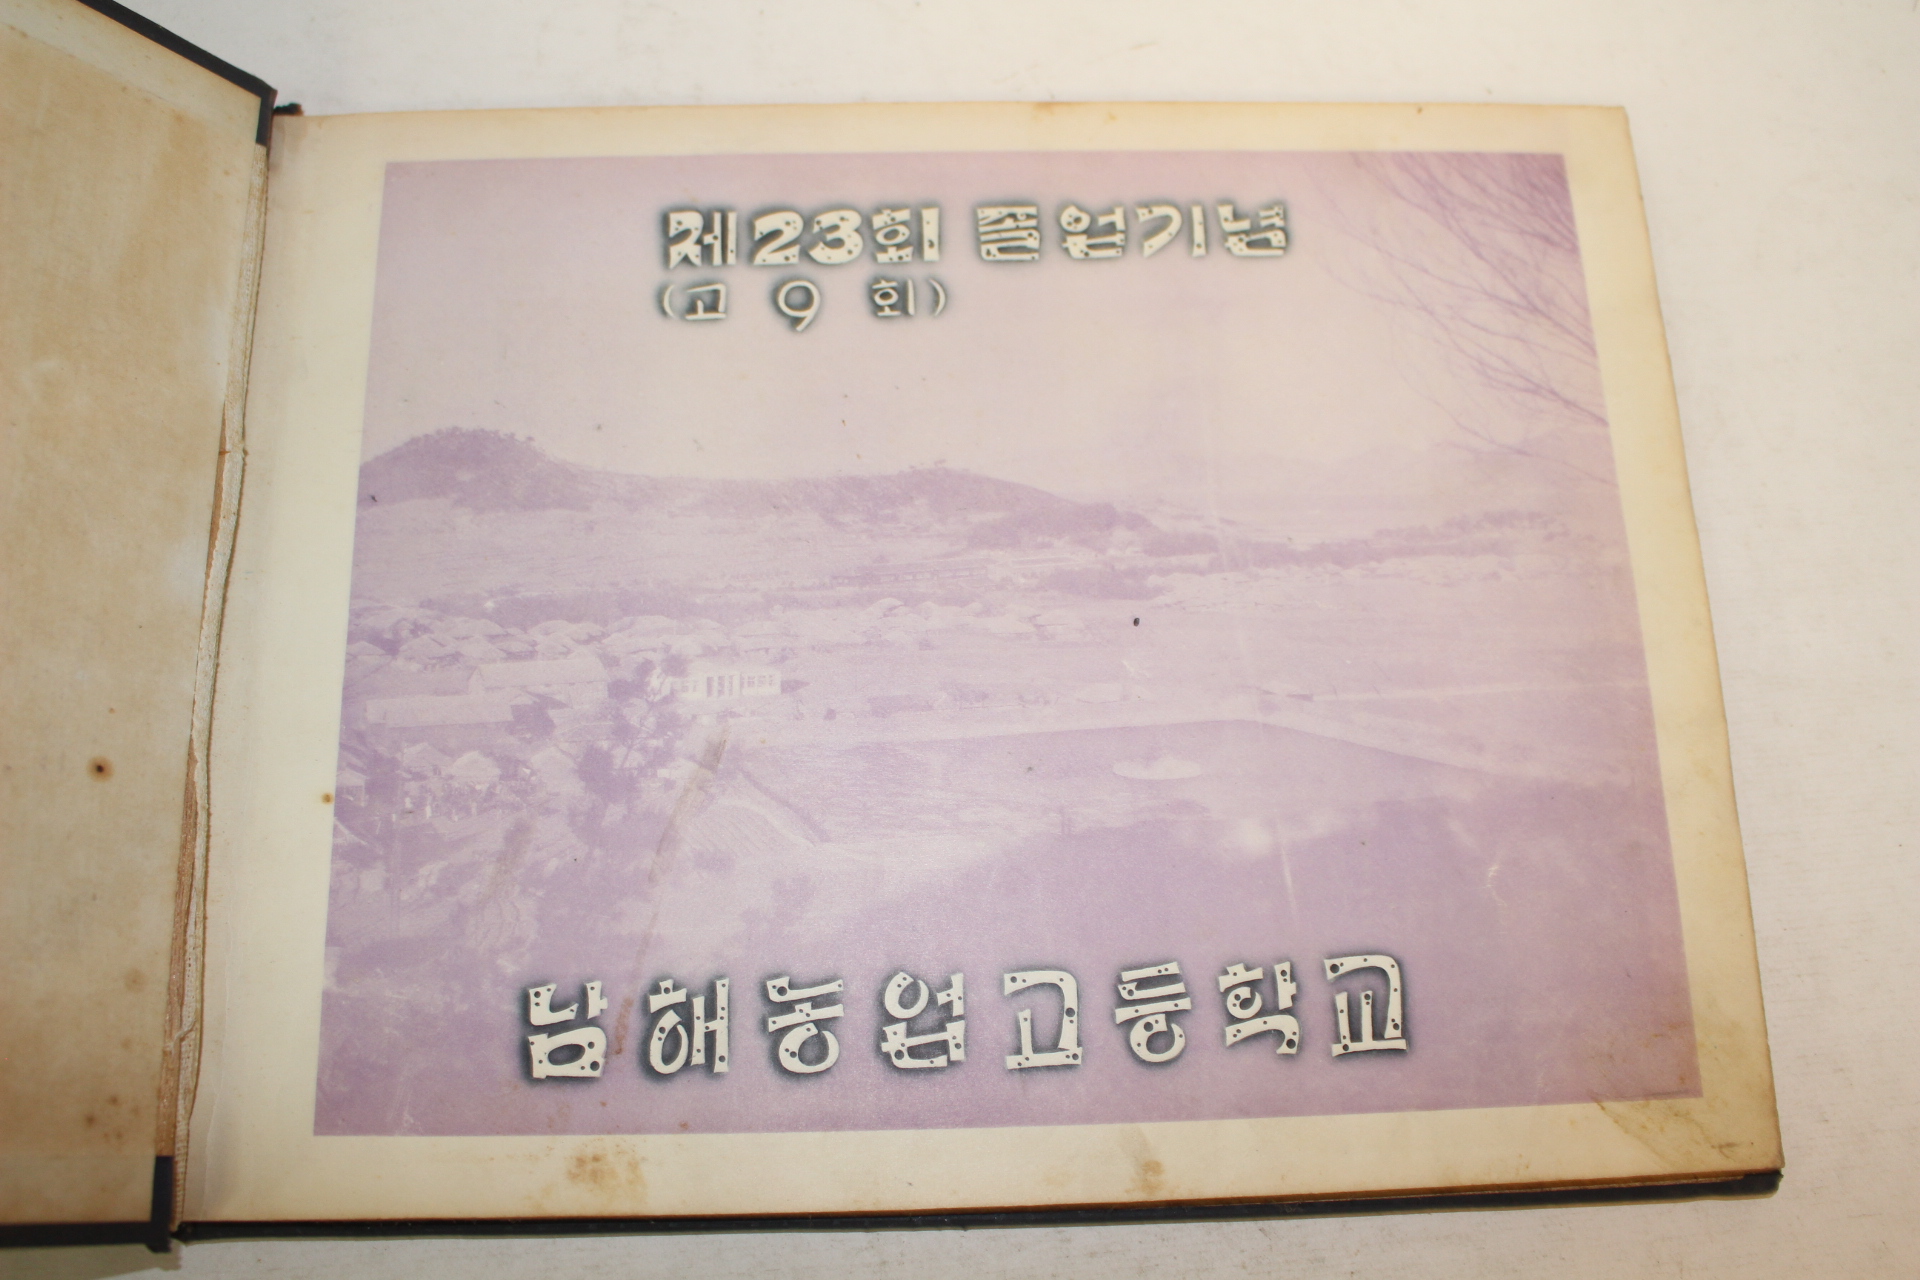 제23회 졸업기념
(고 9 회)
남해농업고등학교